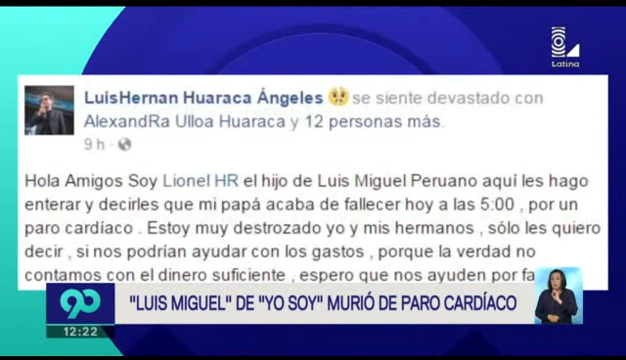 Latina
LuisHernan Huaraca Ángeles se siente devastado con
AlexandRa Ulloa Huaraca y 12 personas más.
9 h ·
Hola Amigos Soy Lionel HR el hijo de Luis Miguel Peruano aquí les hago
enterar y decirles que mi papá acaba de fallecer hoy a las 5:00 , por un
paro cardíaco . Estoy muy destrozado yo y mis hermanos , sólo les quiero
decir , si nos podrían ayudar con los gastos , porque la verdad no
contamos con el dinero suficiente , espero que nos ayuden por
90
"LUIS MIGUEL" DE "YO SOY" MURIÓ DE PARO CARDÍACO
12:22